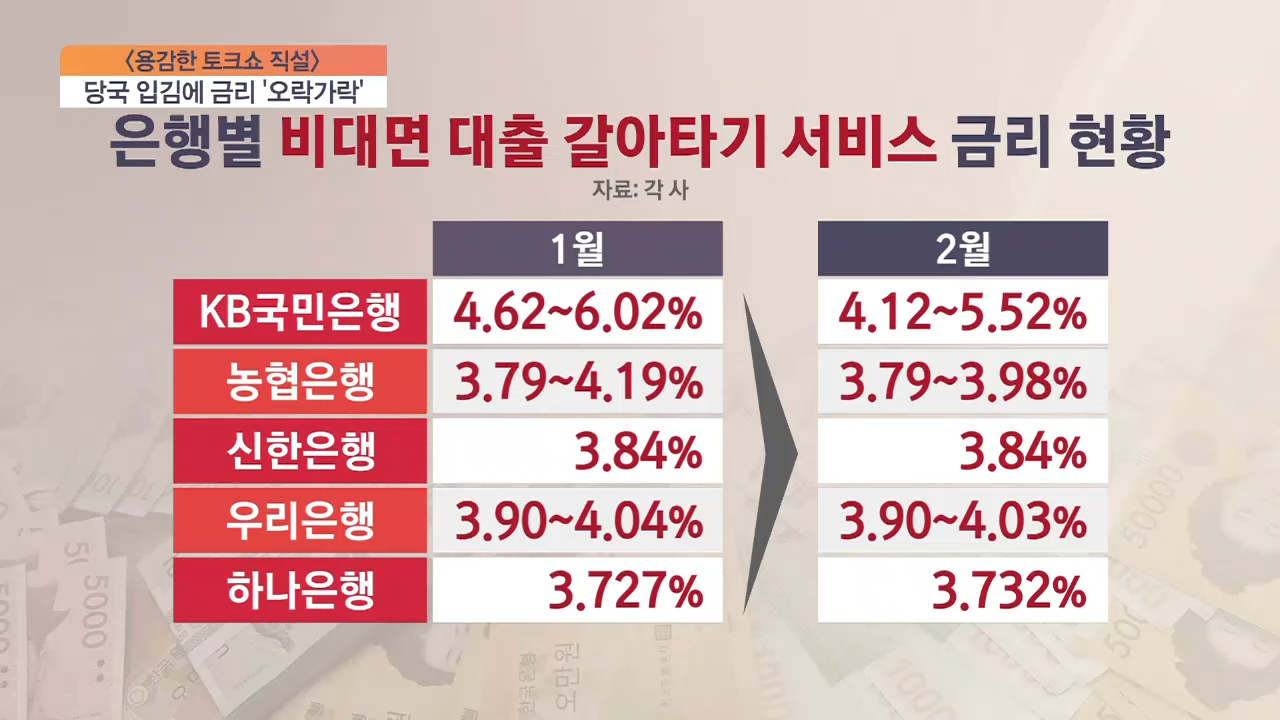 〈용감한 토크쇼 직설〉
당국 입김에 금리 '오락가락'
은행별 비대면 대출 갈아타기 서비스 금리 현황
자료: 각 사
1월 2월
KB국민은행 4.62~6.02% 4.12~5.52%
농협은행 3.79~4.19% 3.79~3.98%
신한은행 3.84% 3.84%
우리은행 3.90~4.04% 3.90~4.03%
하나은행 3.727% 3.732%
5000
50000
오만원